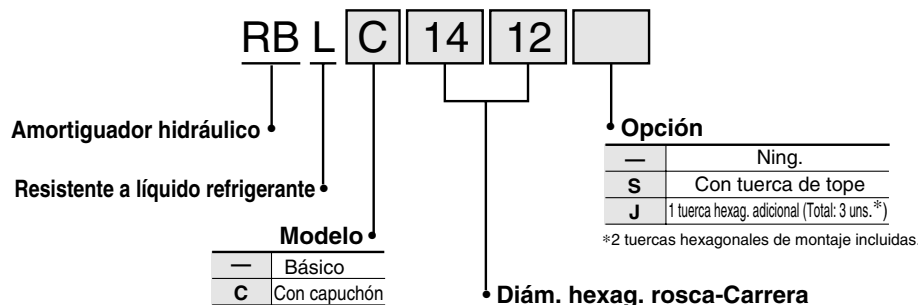 RB L C 14 12
Amortiguador hidráulico
Resistente a líquido refrigerante
Modelo
— Básico
C Con capuchón
Opción
— Ning.
S Con tuerca de tope
J 1 tuerca hexag. adicional (Total: 3 uns.*)
*2 tuercas hexagonales de montaje incluidas.
Diám. hexag. rosca-Carrera